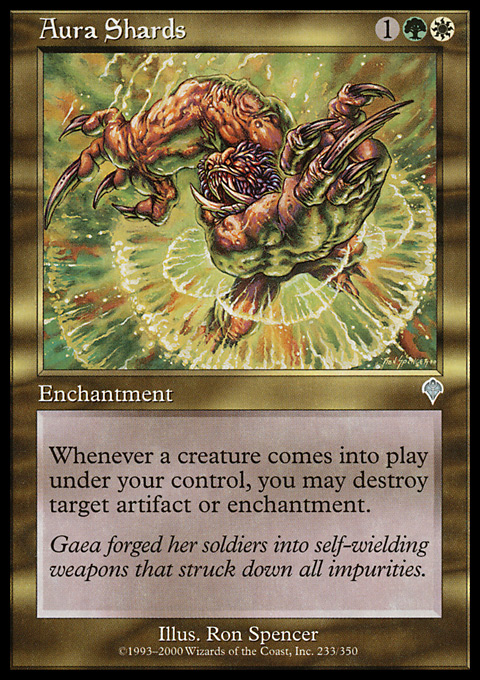 Aura Shards 1
Enchantment
Whenever a creature comes into play
under your control, you may destroy
target artifact or enchantment.
Gaea forged her soldiers into self-wielding
weapons that struck down all impurities.
Illus. Ron Spencer
©1993–2000 Wizards of the Coast, Inc. 233/350